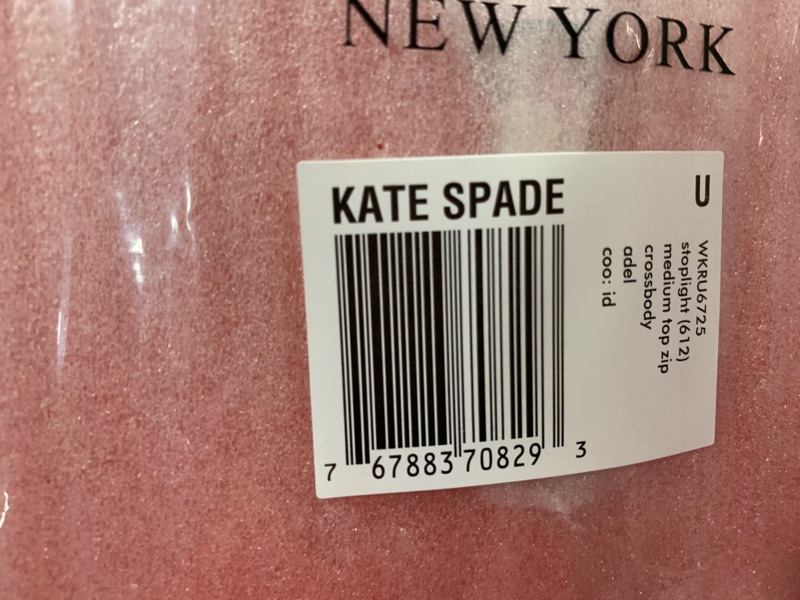 NEW YORK
KATE SPADE
7 67883 70829 3
U
WKRU6725
stoplight (612)
medium top zip
crossbody
adel
coo: id